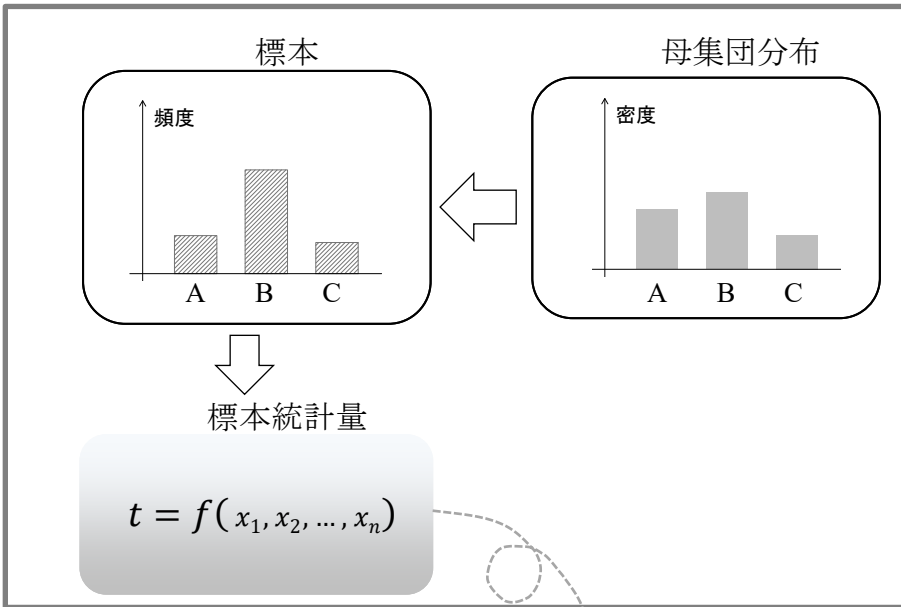 標本
頻度
A B C
母集団分布
密度
A B C
標本統計量
t = f( x₁, x₂, … , xₙ)